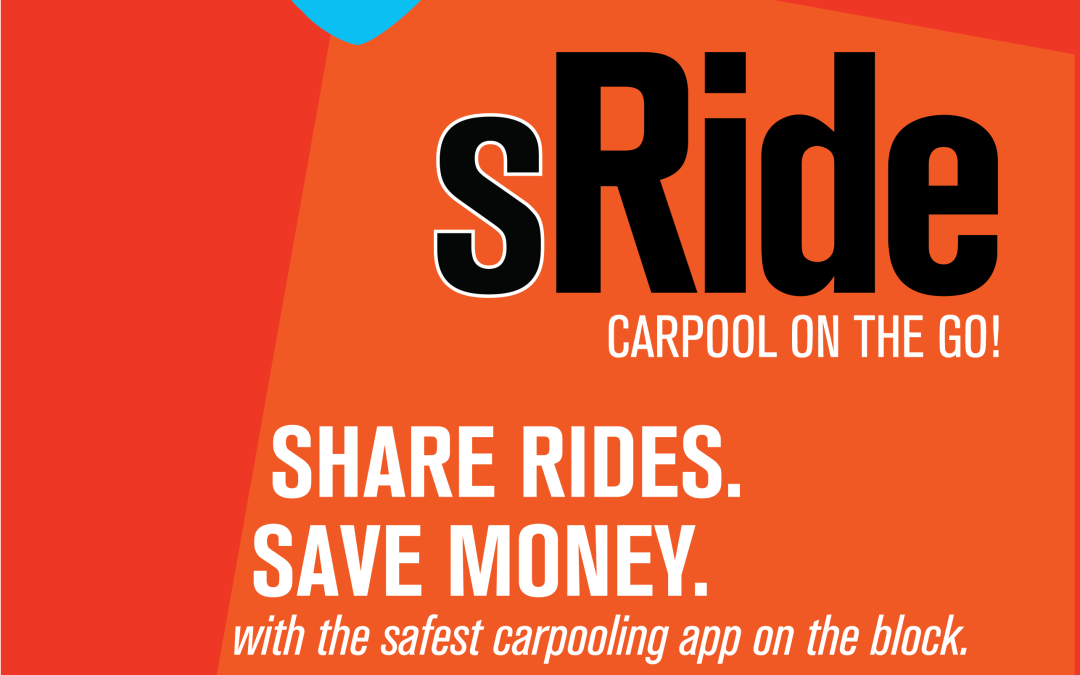 sRide
CARPOOL ON THE GO!
SHARE RIDES.
SAVE MONEY.
with the safest carpooling app on the block.